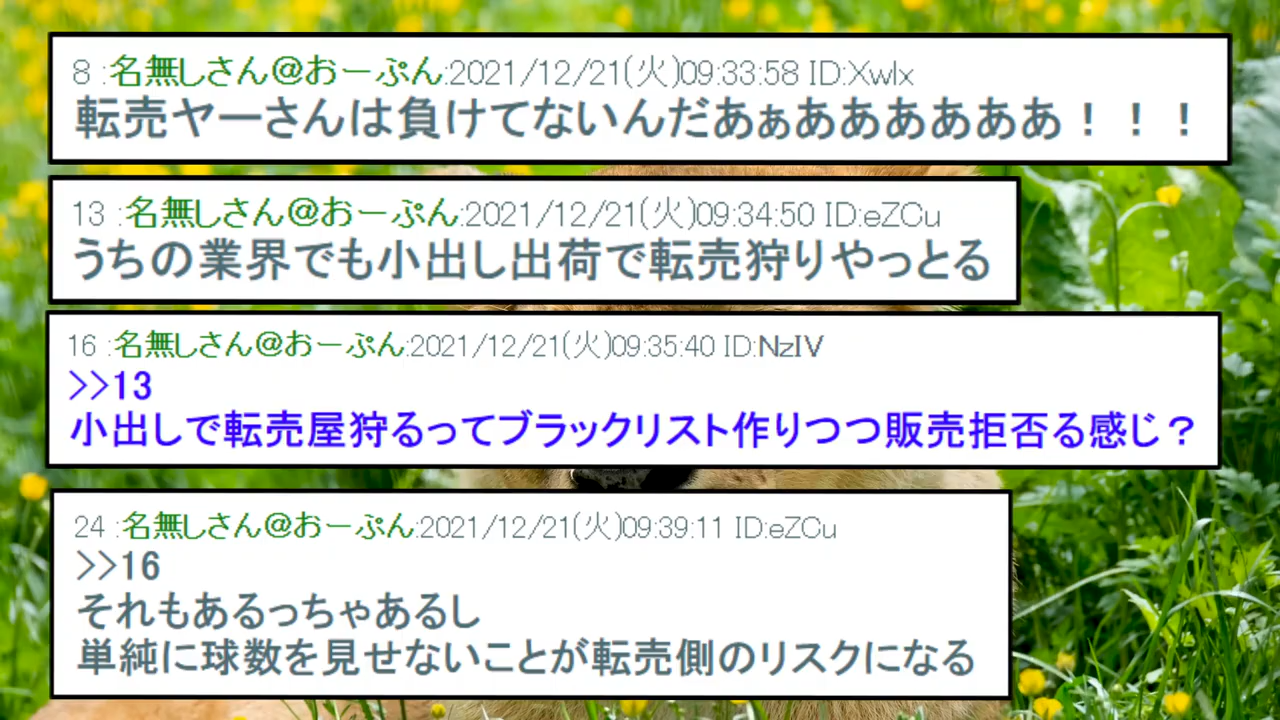 8 :名無しさん@おーぷん:2021/12/21(火)09:33:58 ID:Xwlx
転売ヤーさんは負けてないんだあぁああああああ！！！
13 :名無しさん@おーぷん:2021/12/21(火)09:34:50 ID:eZCu
うちの業界でも小出し出荷で転売狩りやっとる
16 :名無しさん@おーぷん:2021/12/21(火)09:35:40 ID:NzIV
>>13
小出しで転売屋狩るってブラックリスト作りつつ販売拒否る感じ？
24 :名無しさん@おーぷん:2021/12/21(火)09:39:11 ID:eZCu
>>16
それもあるっちゃあるし
単純に球数を見せないことが転売側のリスクになる